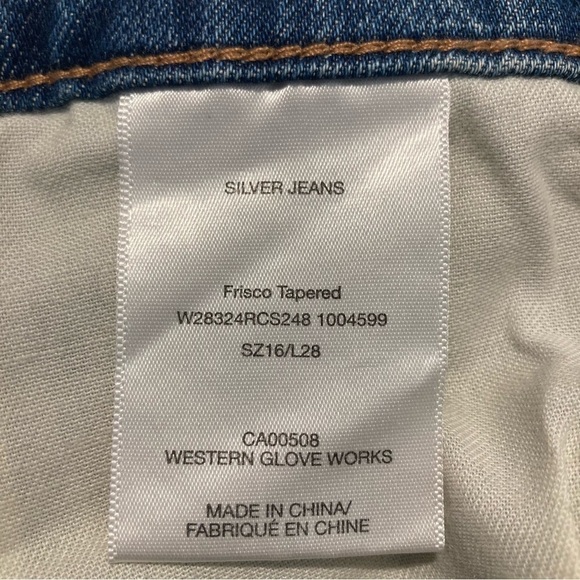 SILVER JEANS
Frisco Tapered
W28324RCS248 1004599
SZ16/L28
CA00508
WESTERN GLOVE WORKS
MADE IN CHINA/
FABRIQUÉ EN CHINE